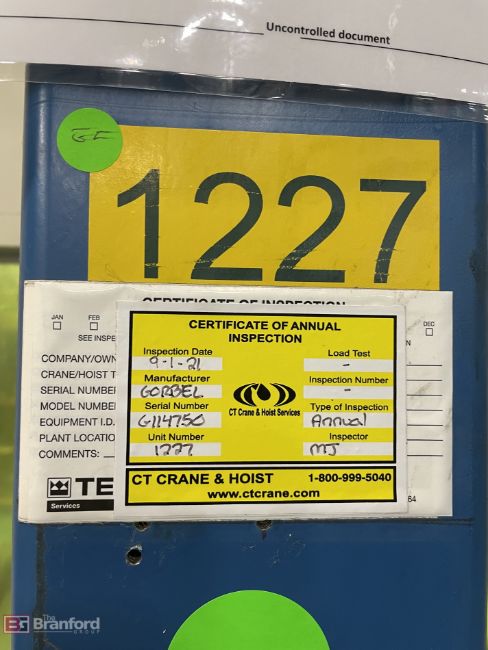 Uncontrolled document
1227
CERTIFICATE OF INSPECTION
JAN FEB DEC
SEE INSPE
COMPANY/OWN
CRANE/HOIST T
SERIAL NUMBE
MODEL NUMBE
EQUIPMENT I.D.
PLANT LOCATIO
COMMENTS:
TE
Services
64
CERTIFICATE OF ANNUAL
INSPECTION
Inspection Date
9-1-21
Manufacturer
GORBEL
Serial Number
G114750
Unit Number
1227
CT Crane & Hoist Services
Load Test
-
Inspection Number
-
Type of Inspection
Annual
Inspector
MJ
CT CRANE & HOIST 1-800-999-5040
www.ctcrane.com
BG The Branford GROUP